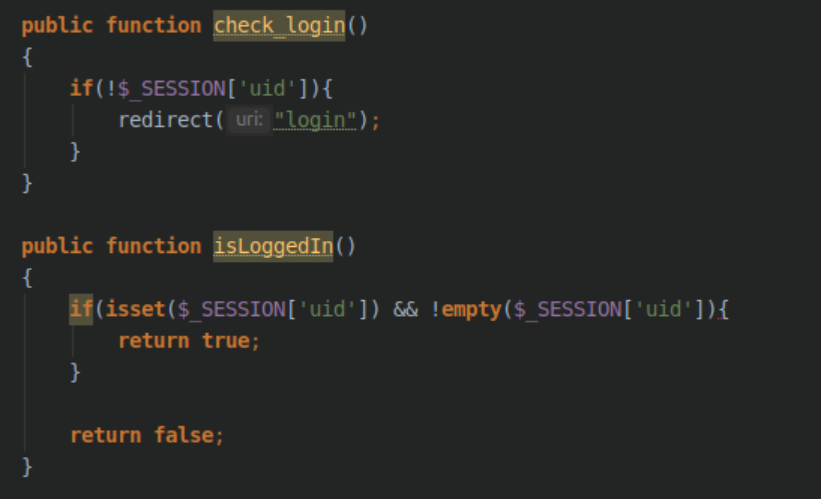 public function check_login()
{
if(!$_SESSION['uid']){
redirect( uri: "login");
}
}
public function isLoggedIn()
{
if(isset($_SESSION['uid']) && !empty($_SESSION['uid']){
return true;
}
return false;
}